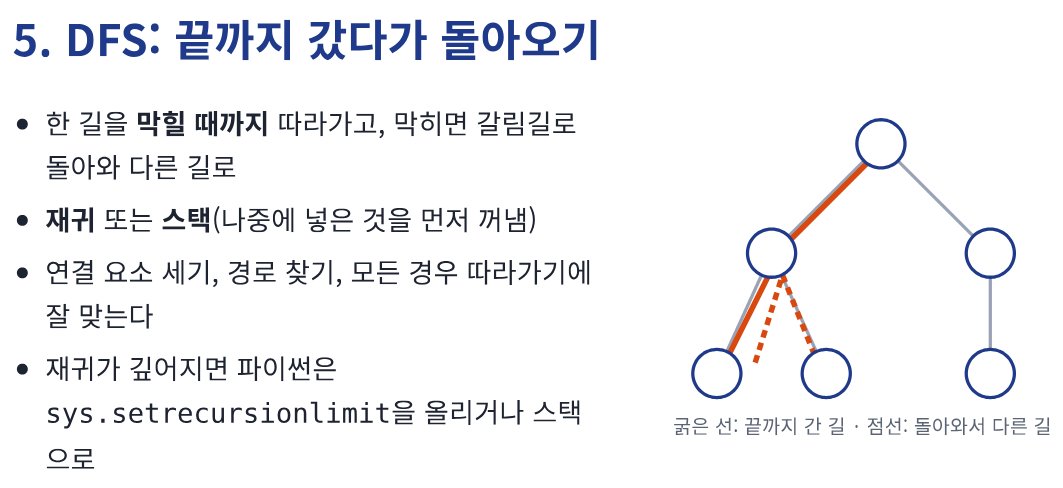 5. DFS: 끝까지 갔다가 돌아오기
• 한 길을 막힐 때까지 따라가고, 막히면 갈림길로
돌아와 다른 길로
• 재귀 또는 스택(나중에 넣은 것을 먼저 꺼냄)
• 연결 요소 세기, 경로 찾기, 모든 경우 따라가기에
잘 맞는다
• 재귀가 깊어지면 파이썬은
sys.setrecursionlimit을 올리거나 스택
으로
굵은 선: 끝까지 간 길 · 점선: 돌아와서 다른 길